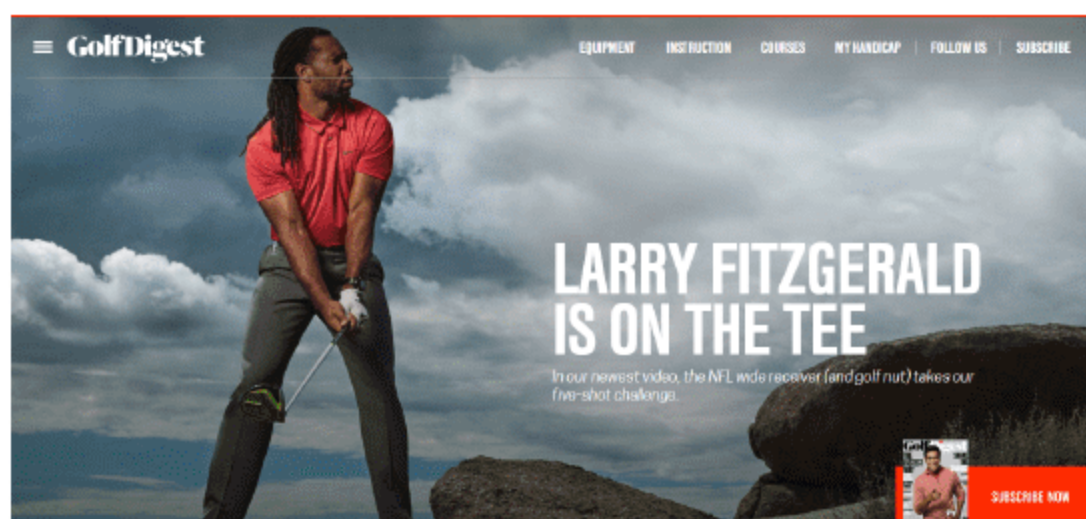 GolfDigest
EQUIPMENT INSTRUCTION COURSES MY HANDICAP FOLLOW US SUBSCRIBE
LARRY FITZGERALD
IS ON THE TEE
In our newest video, the NFL wide receiver (and golf nut) takes our
five-shot challenge.
SUBSCRIBE NOW